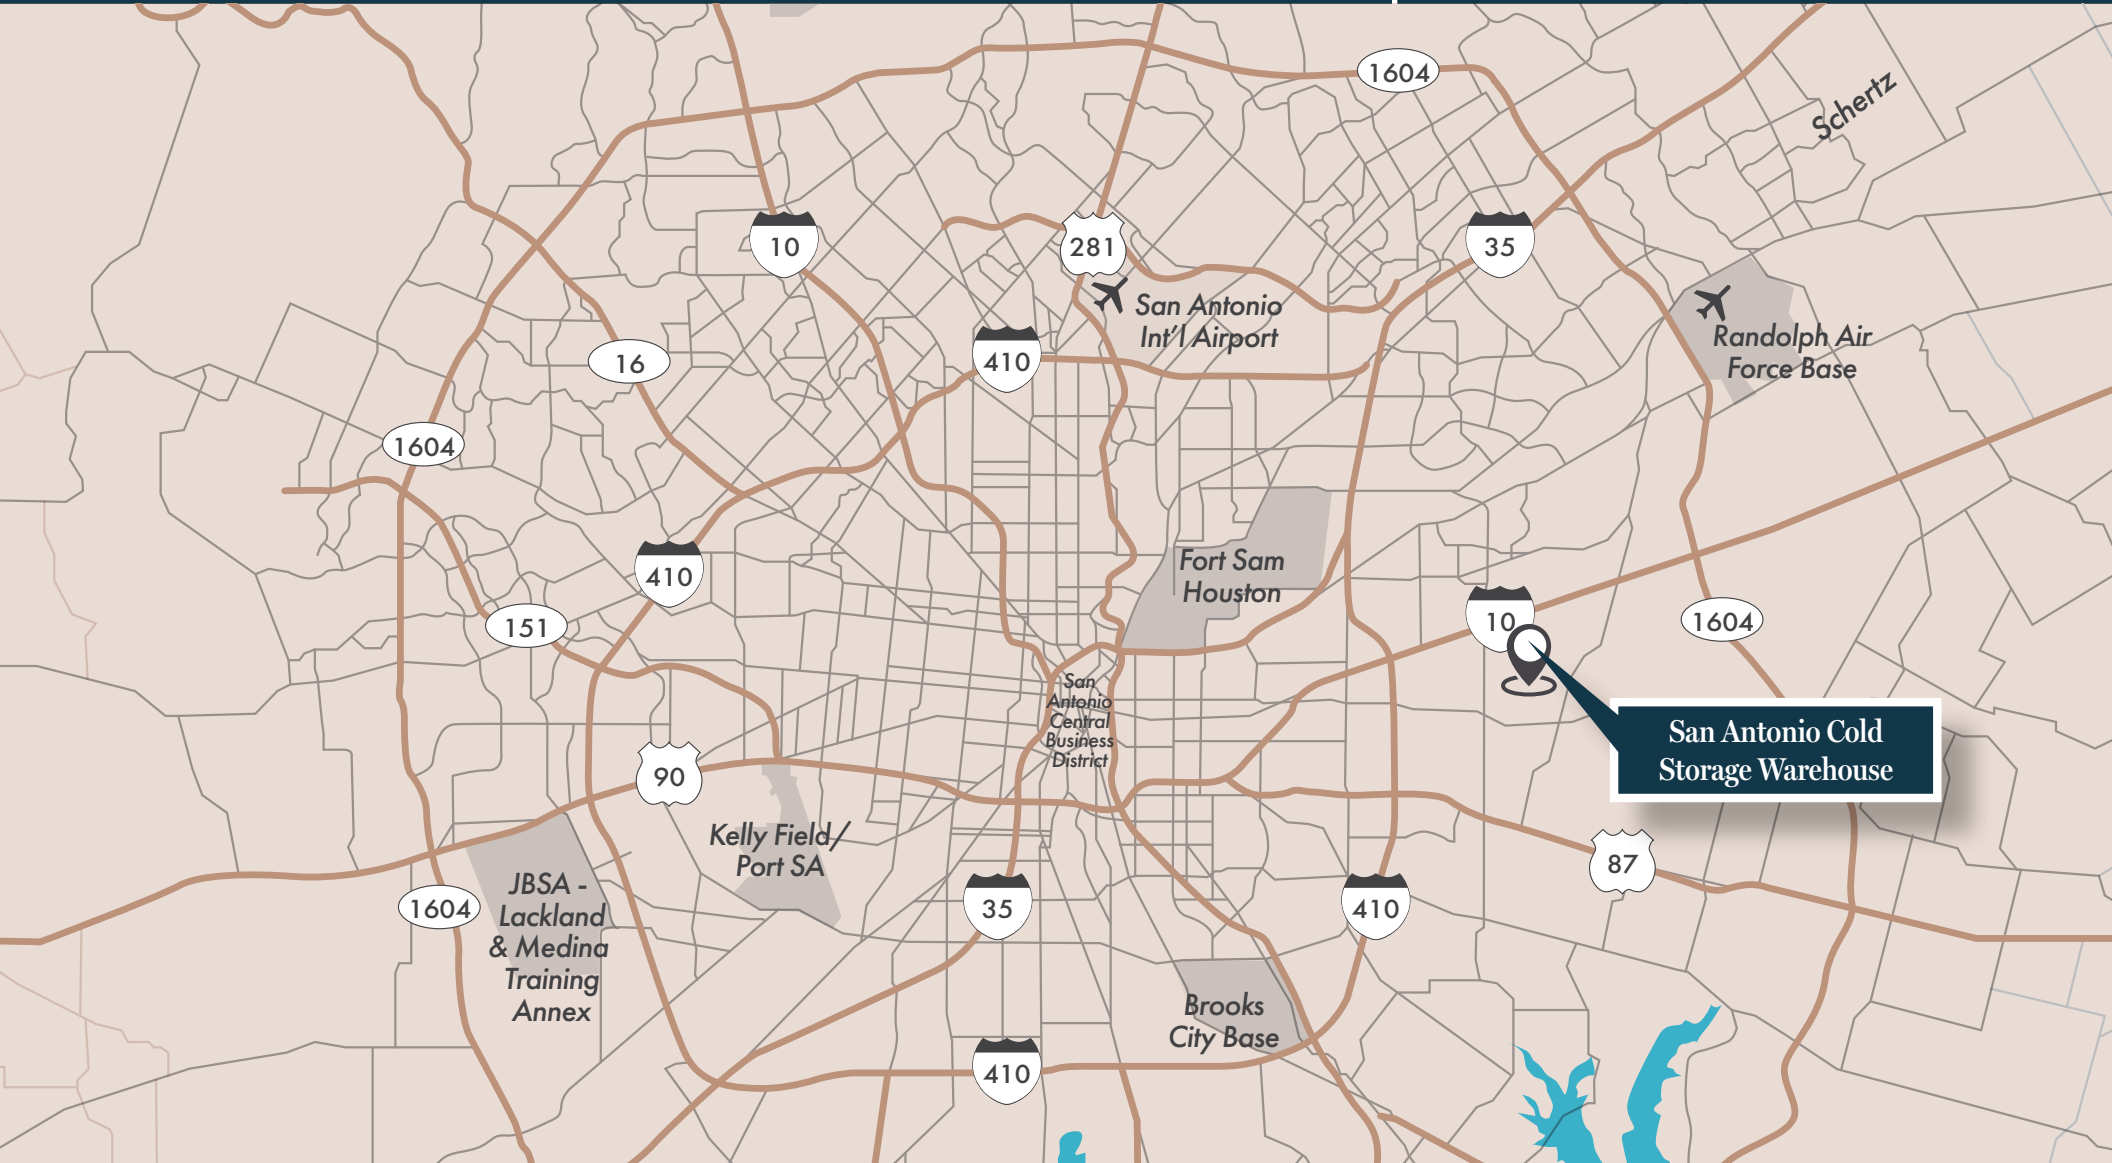 1604
Schertz
10
281
35
San Antonio
Int'l Airport
Randolph Air
Force Base
410
16
1604
Fort Sam
Houston
410
151
10
1604
San
Antonio
Central
Business
District
San Antonio Cold
Storage Warehouse
90
Kelly Field/
Port SA
87
JBSA -
Lackland
& Medina
Training
Annex
1604
35
410
Brooks
City Base
410